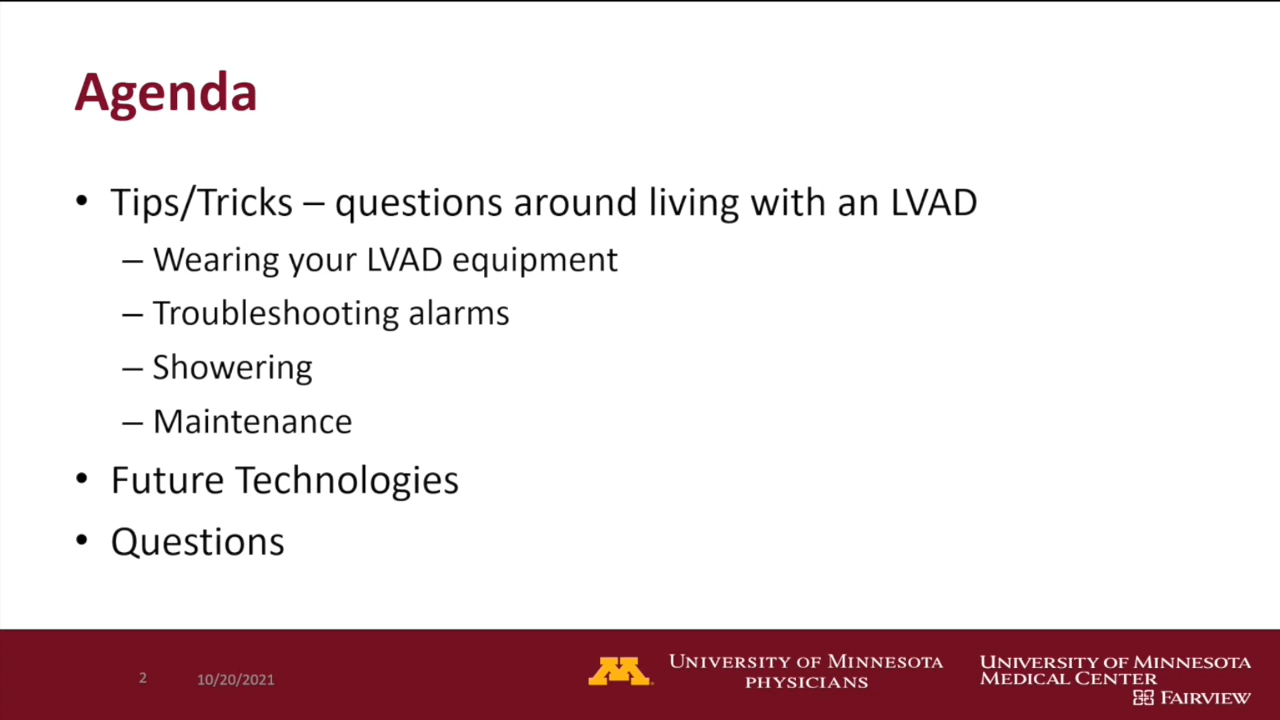 Agenda
• Tips/Tricks – questions around living with an LVAD
– Wearing your LVAD equipment
– Troubleshooting alarms
– Showering
– Maintenance
• Future Technologies
• Questions
2
10/20/2021
M
UNIVERSITY OF MINNESOTA
PHYSICIANS
UNIVERSITY OF MINNESOTA
MEDICAL CENTER
FAIRVIEW